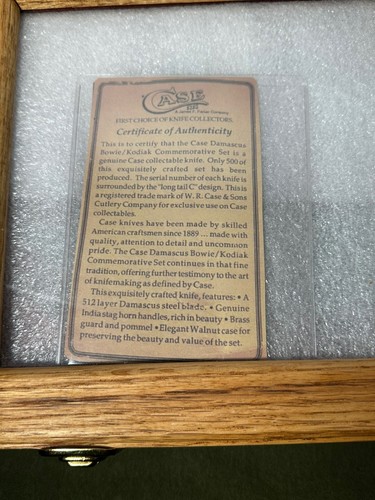 CASE
XX
A James F. Parker Company
FIRST CHOICE OF KNIFE COLLECTORS
Certificate of Authenticity
This is to certify that the Case Damascus
Bowie/Kodiak Commemorative Set is a
genuine Case collectable knife. Only 500 of
this exquisitely crafted set has been
produced. The serial number of each knife is
surrounded by the "long tail C" design. This is
a registered trade mark of W. R. Case & Sons
Cutlery Company for exclusive use on Case
collectables.
Case knives have been made by skilled
American craftsmen since 1889 ... made with
quality, attention to detail and uncommon
pride. The Case Damascus Bowie/Kodiak
Commemorative Set continues in that fine
tradition, offering further testimony to the art
of knifemaking as defined by Case.
This exquisitely crafted knife, features: • A
512 layer Damascus steel blade. • Genuine
India stag horn handles, rich in beauty • Brass
guard and pommel • Elegant Walnut case for
preserving the beauty and value of the set.